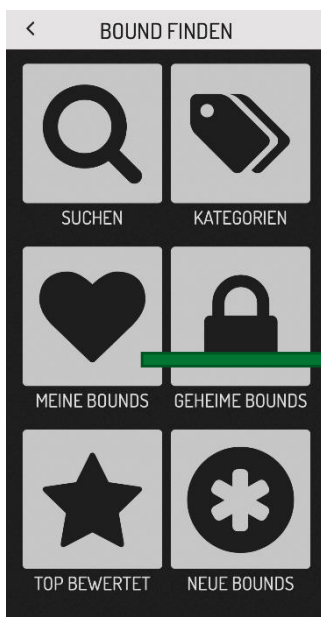 BOUND FINDEN
SUCHEN
KATEGORIEN
MEINE BOUNDS
GEHEIME BOUNDS
TOP BEWERTET
NEUE BOUNDS